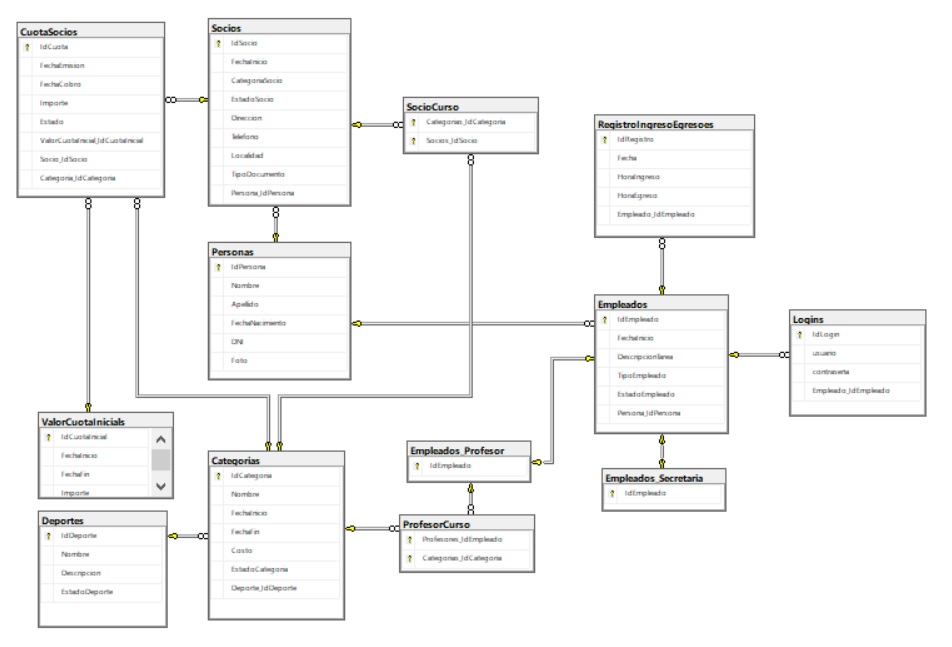 CuotaSocios
IdCuota
FechaEmision
FechaCobro
Importe
Estado
ValorCuotaInicial_IdCuotaInicial
Socio_IdSocio
Categoria_IdCategoria
Socios
IdSocio
FechaInicio
CategoriaSocio
EstadoSocio
Direccion
Telefono
Localidad
TipoDocumento
Persona_IdPersona
SocioCurso
Categorias_IdCategoria
Socios_IdSocio
RegistroIngresoEgresoes
IdRegistro
Fecha
HoraIngreso
HoraEgreso
Empleado_IdEmpleado
Personas
IdPersona
Nombre
Apellido
FechaNacimiento
DNI
Foto
Empleados
IdEmpleado
FechaInicio
DescripcionTarea
TipoEmpleado
EstadoEmpleado
Persona_IdPersona
Logins
IdLogin
usuario
contraseña
Empleado_IdEmpleado
ValorCuotaInicials
IdCuotaInicial
FechaInicio
FechaFin
Importe
Categorias
IdCategoria
Nombre
FechaInicio
FechaFin
Costo
EstadoCategoria
Deporte_IdDeporte
Empleados_Profesor
IdEmpleado
Empleados_Secretaria
IdEmpleado
Deportes
IdDeporte
Nombre
Descripcion
EstadoDeporte
ProfesorCurso
Profesores_IdEmpleado
Categorias_IdCategoria